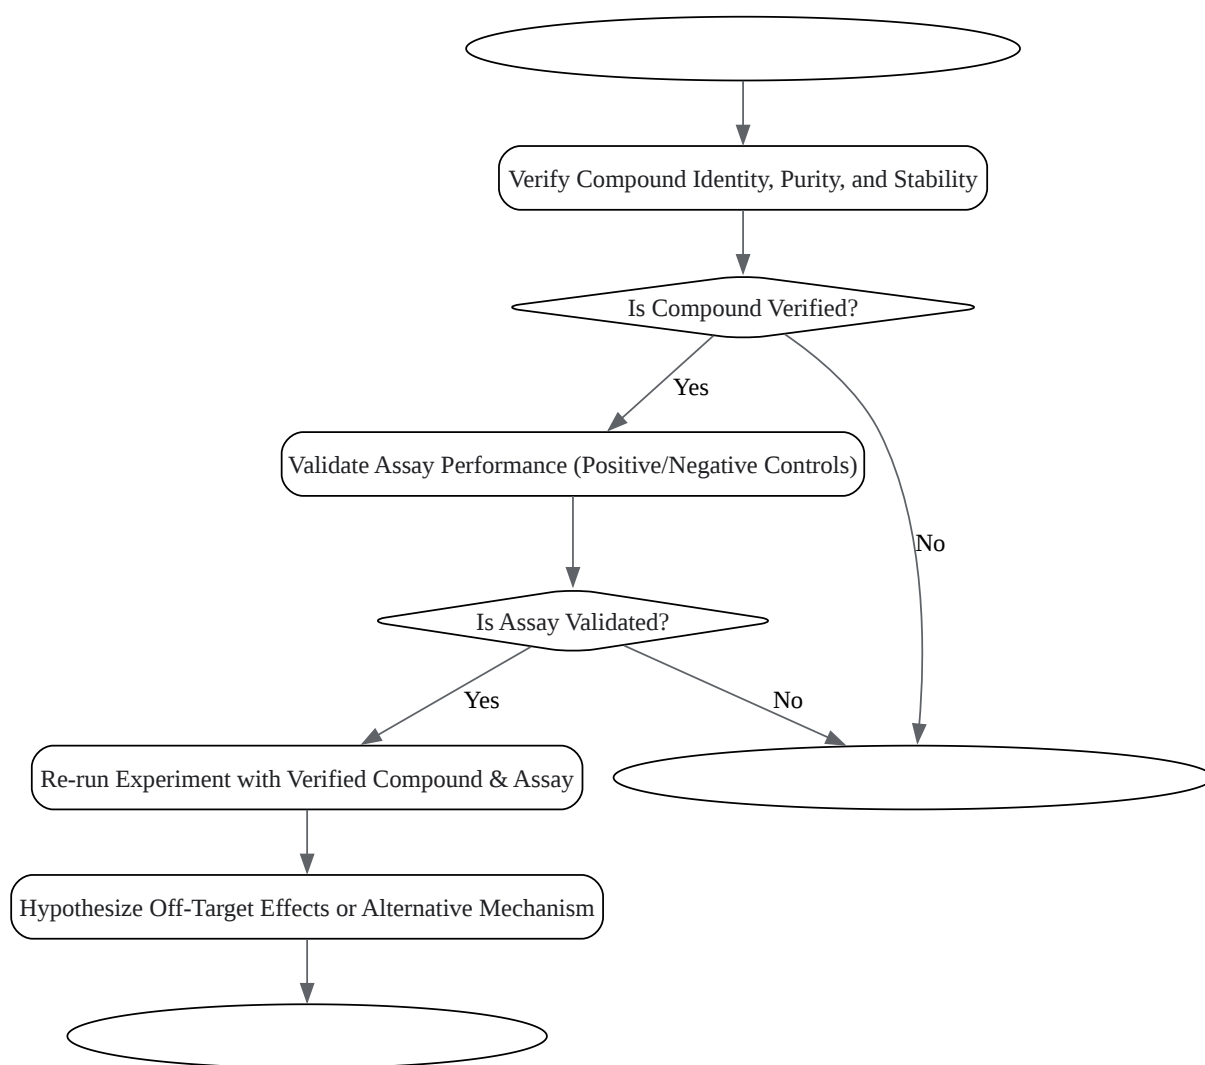 Verify Compound Identity, Purity, and Stability
Is Compound Verified?
Yes
Validate Assay Performance (Positive/Negative Controls)
No
Is Assay Validated?
Yes
No
Re-run Experiment with Verified Compound & Assay
Hypothesize Off-Target Effects or Alternative Mechanism